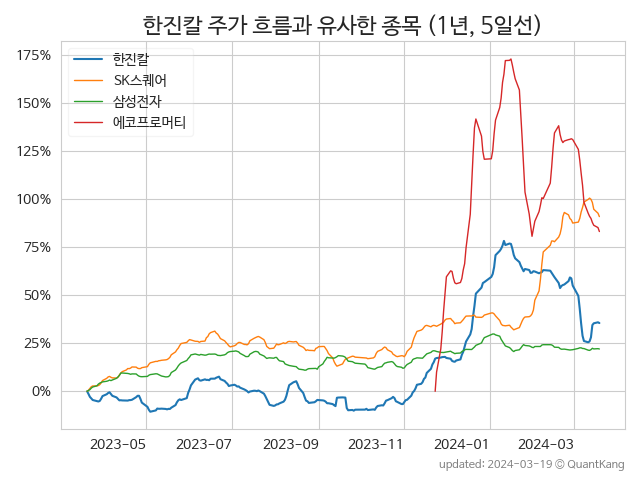 한진칼 주가 흐름과 유사한 종목 (1년, 5일선)
175%
150%
125%
100%
75%
50%
25%
0%
한진칼
SK스퀘어
삼성전자
에코프로머티
2023-05 2023-07 2023-09 2023-11 2024-01 2024-03
updated: 2024-03-19 © QuantKang